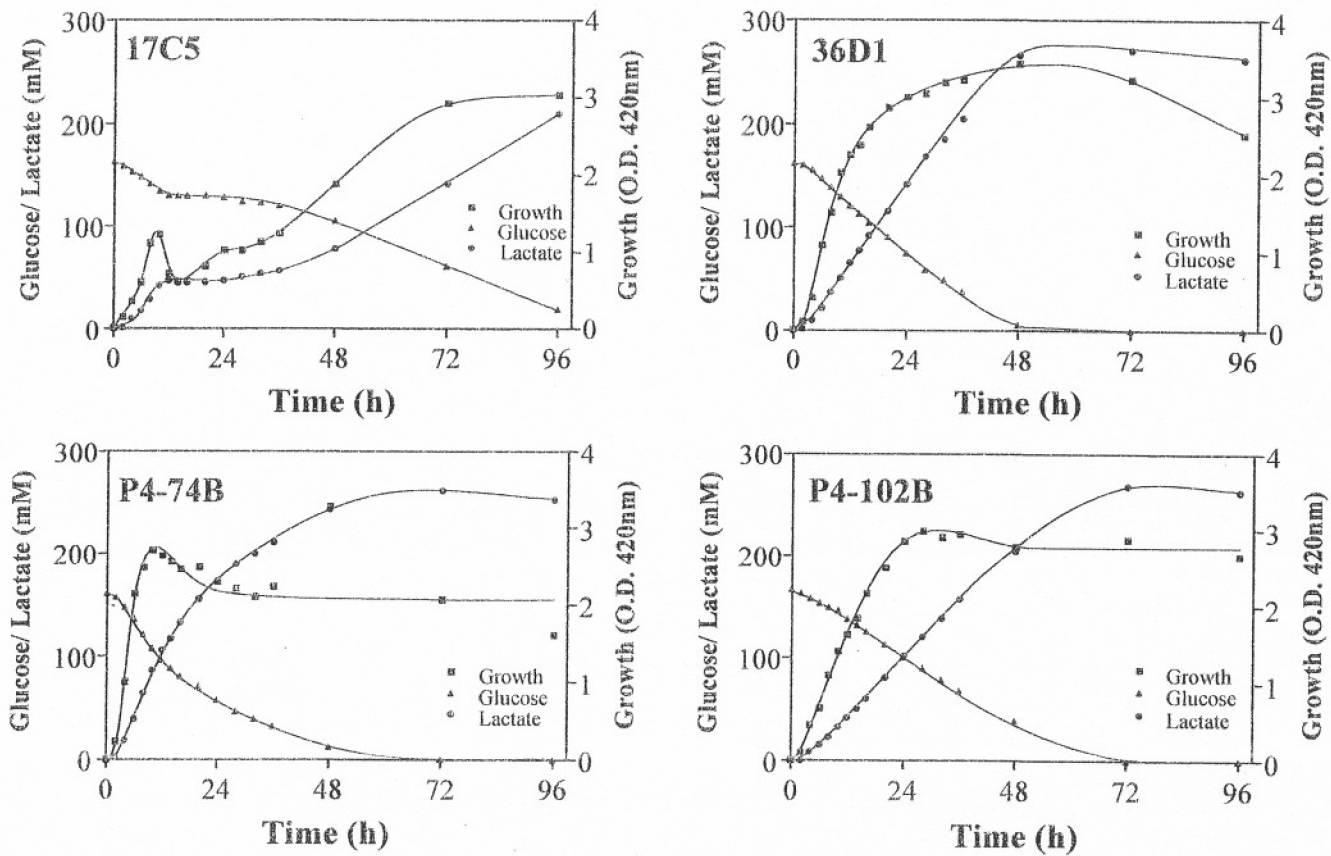 17C5
Glucose/ Lactate (mM)
300
200
100
0
4
3
2
1
0
Growth (O.D. 420nm)
Growth
Glucose
Lactate
0 24 48 72 96
Time (h)
36D1
Glucose/ Lactate (mM)
300
200
100
0
4
3
2
1
0
Growth (O.D. 420nm)
Growth
Glucose
Lactate
0 24 48 72 96
Time (h)
P4-74B
Glucose/ Lactate (mM)
300
200
100
0
4
3
2
1
0
Growth (O.D. 420nm)
Growth
Glucose
Lactate
0 24 48 72 96
Time (h)
P4-102B
Glucose/ Lactate (mM)
300
200
100
0
4
3
2
1
0
Growth (O.D. 420nm)
Growth
Glucose
Lactate
0 24 48 72 96
Time (h)